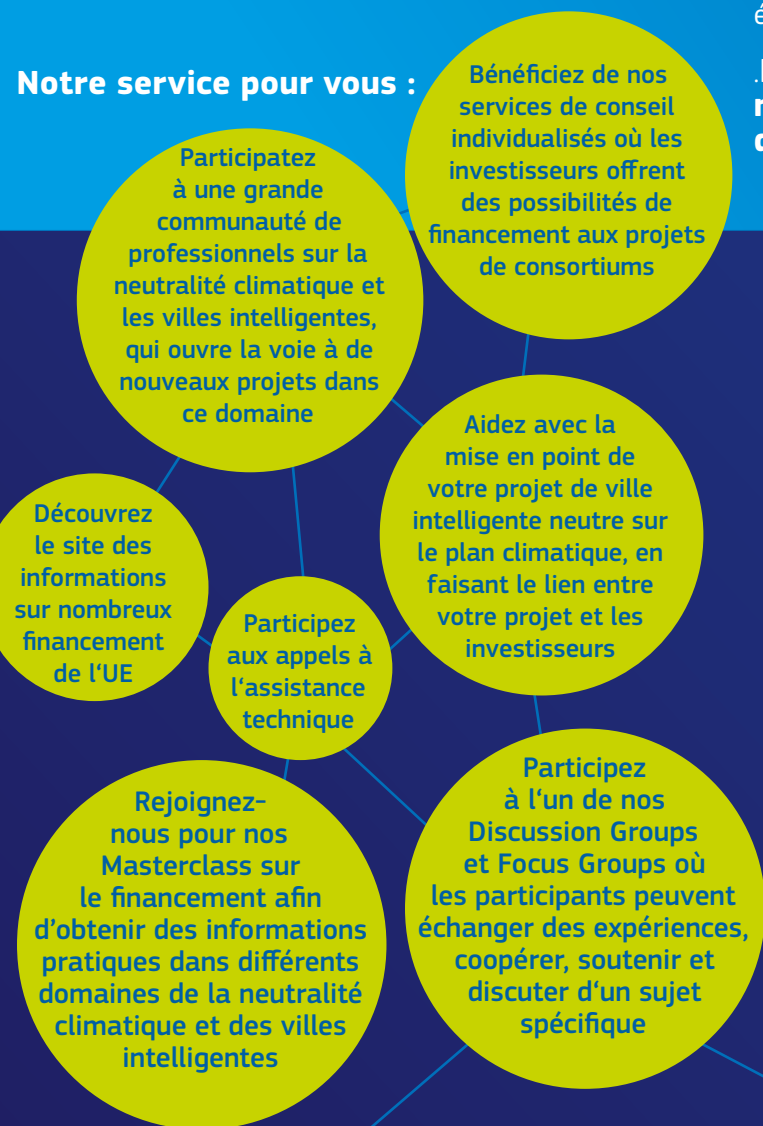 Notre service pour vous :
Bénéficiez de nos
services de conseil
individualisés où les
investisseurs offrent
des possibilités de
financement aux projets
de consortiums
Participatez
à une grande
communauté de
professionnels sur la
neutralité climatique et
les villes intelligentes,
qui ouvre la voie à de
nouveaux projets dans
ce domaine
Aidez avec la
mise en point de
votre projet de ville
intelligente neutre sur
le plan climatique, en
faisant le lien entre
votre projet et les
investisseurs
Découvrez
le site des
informations
sur nombreux
financement
de l‘UE
Participez
aux appels à
l‘assistance
technique
Rejoignez-
nous pour nos
Masterclass sur
le financement afin
d’obtenir des informations
pratiques dans différents
domaines de la neutralité
climatique et des villes
intelligentes
Participez
à l‘un de nos
Discussion Groups
et Focus Groups où
les participants peuvent
échanger des expériences,
coopérer, soutenir et
discuter d‘un sujet
spécifique